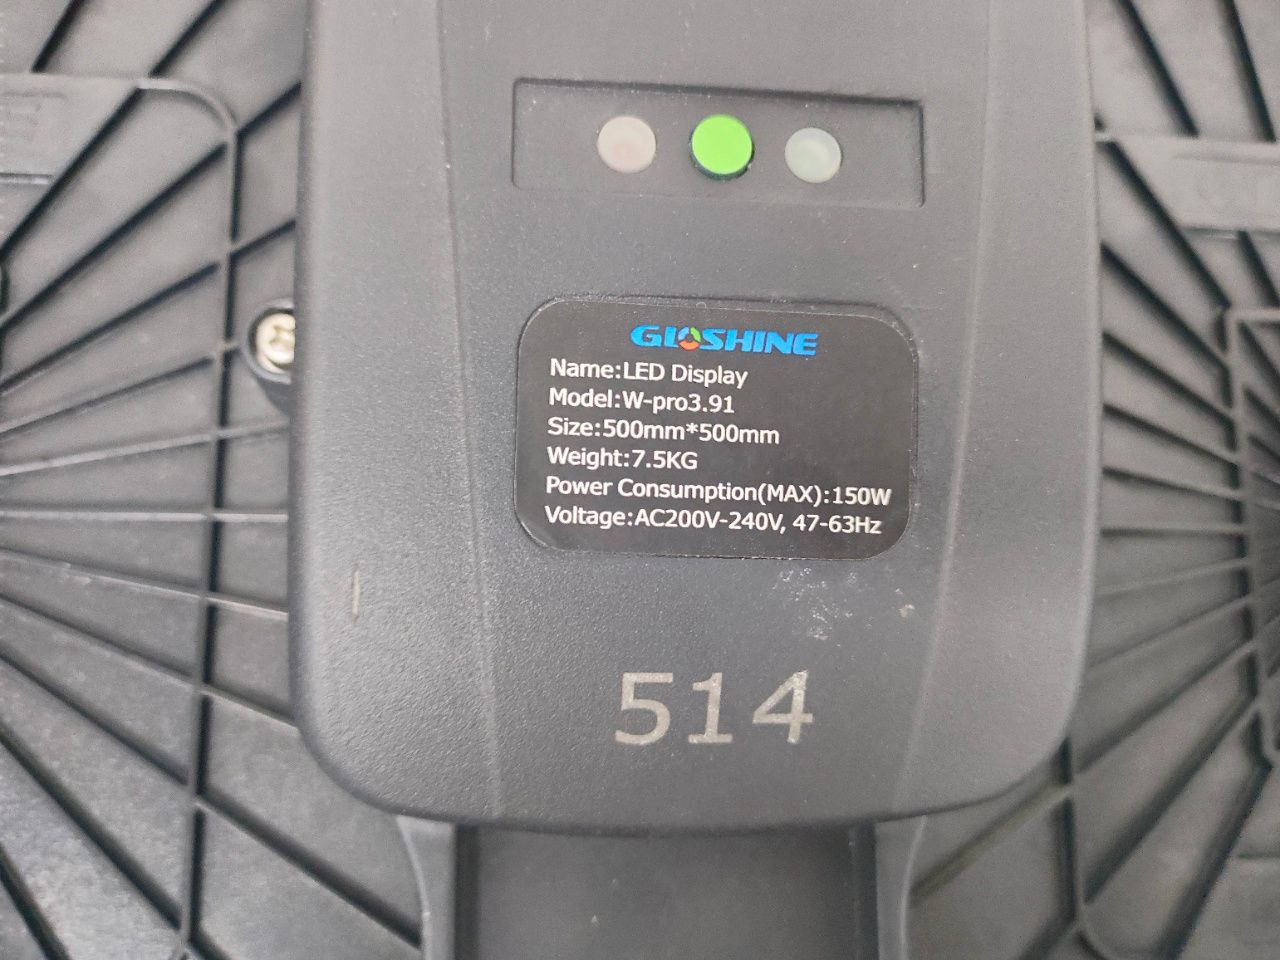 GLOSHINE
Name:LED Display
Model:W-pro3.91
Size:500mm*500mm
Weight:7.5KG
Power Consumption(MAX):150W
Voltage:AC200V-240V, 47-63Hz
514